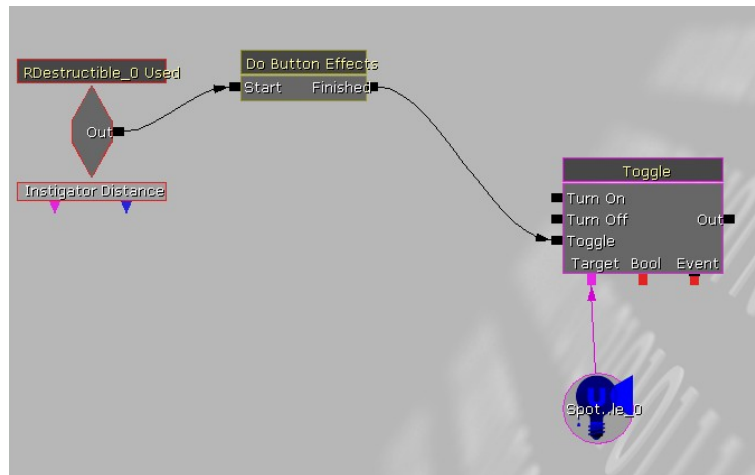 RDestructible_0 Used
Out
Instigator Distance
Do Button Effects
Start Finished
Toggle
Turn On
Turn Off Out
Toggle
Target Bool Event
Spot..le_0